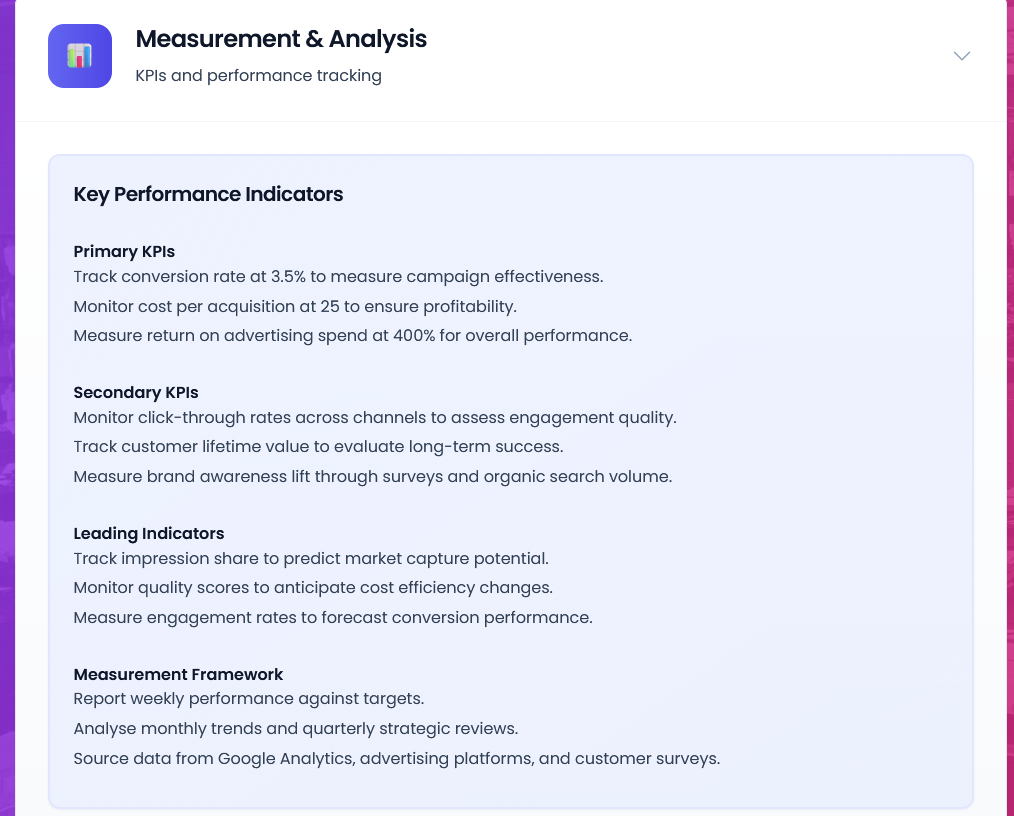 Measurement & Analysis
KPIs and performance tracking
Key Performance Indicators
Primary KPIs
Track conversion rate at 3.5% to measure campaign effectiveness.
Monitor cost per acquisition at 25 to ensure profitability.
Measure return on advertising spend at 400% for overall performance.
Secondary KPIs
Monitor click-through rates across channels to assess engagement quality.
Track customer lifetime value to evaluate long-term success.
Measure brand awareness lift through surveys and organic search volume.
Leading Indicators
Track impression share to predict market capture potential.
Monitor quality scores to anticipate cost efficiency changes.
Measure engagement rates to forecast conversion performance.
Measurement Framework
Report weekly performance against targets.
Analyse monthly trends and quarterly strategic reviews.
Source data from Google Analytics, advertising platforms, and customer surveys.